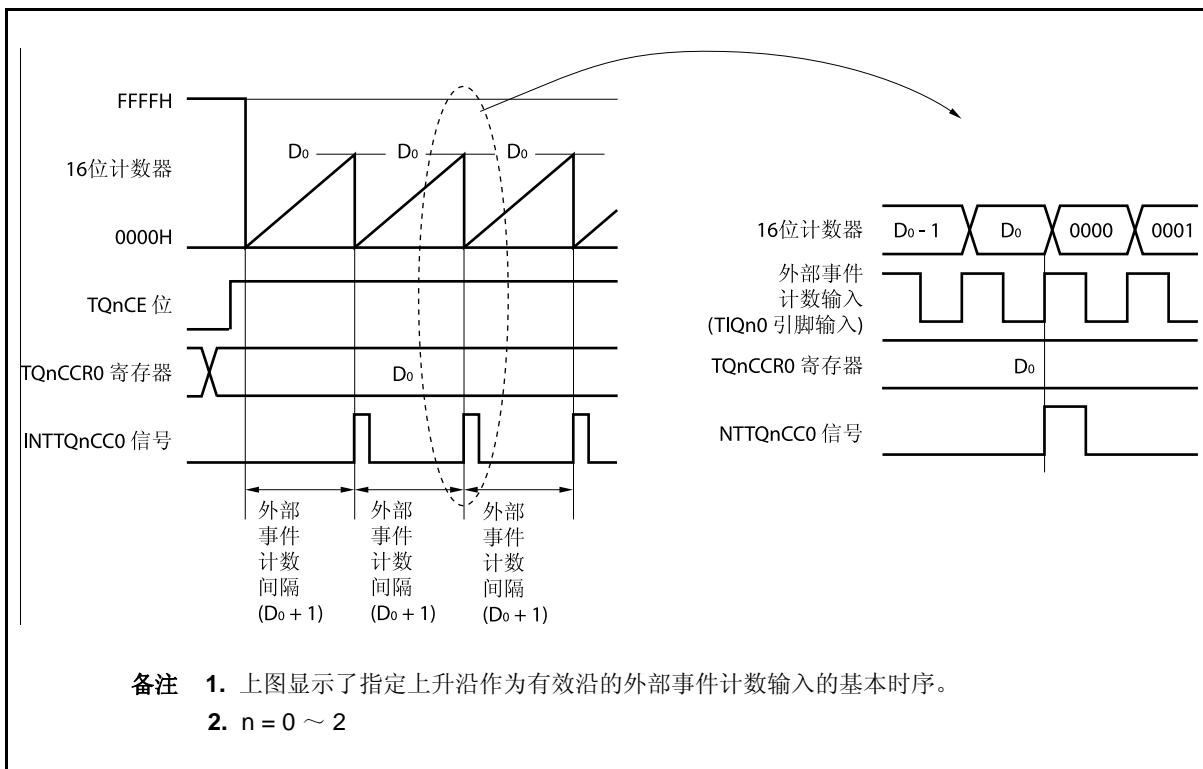 FFFFH
D₀
D₀
D₀
16位计数器
0000H
TQnCE 位
TQnCCR0 寄存器
D₀
INTTQnCC0 信号
外部
事件
计数
间隔
(D₀ + 1)
外部
事件
计数
间隔
(D₀ + 1)
外部
事件
计数
间隔
(D₀ + 1)
16位计数器
D₀ - 1
D₀
0000
0001
外部事件
计数输入
(TIQn0 引脚输入)
TQnCCR0 寄存器
D₀
NTTQnCC0 信号
备注 1. 上图显示了指定上升沿作为有效沿的外部事件计数输入的基本时序。
2. n = 0 ～ 2